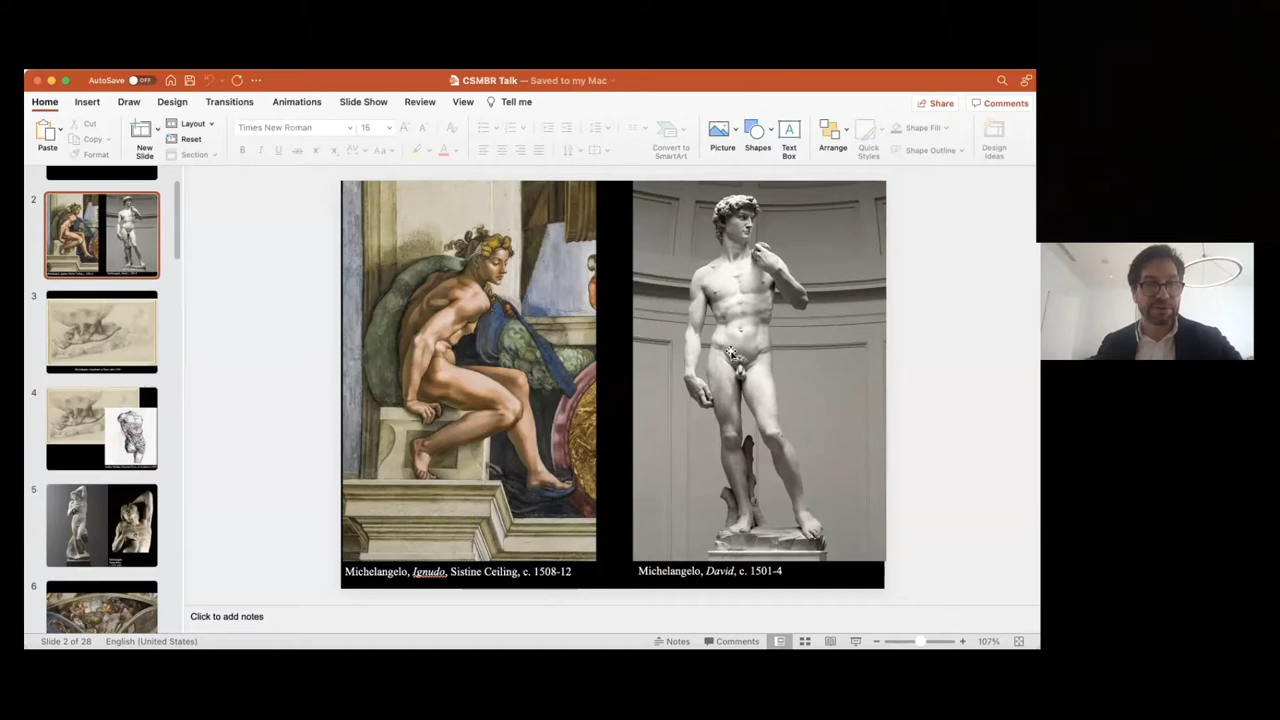 AutoSave OFF
CSMBR Talk — Saved to my Mac
Home Insert Draw Design Transitions Animations Slide Show Review View Tell me
Share Comments
Paste
Cut
Copy
Format
New Slide
Layout
Reset
Section
Times New Roman 16
B I U
Convert to SmartArt
Picture
Shapes
Text Box
Arrange
Quick Styles
Shape Fill
Shape Outline
Design Ideas
2
3
4
5
6
Michelangelo, Ignudo, Sistine Ceiling, c. 1508-12
Michelangelo, David, c. 1501-4
Click to add notes
Slide 2 of 28 English (United States)
Notes Comments 107%